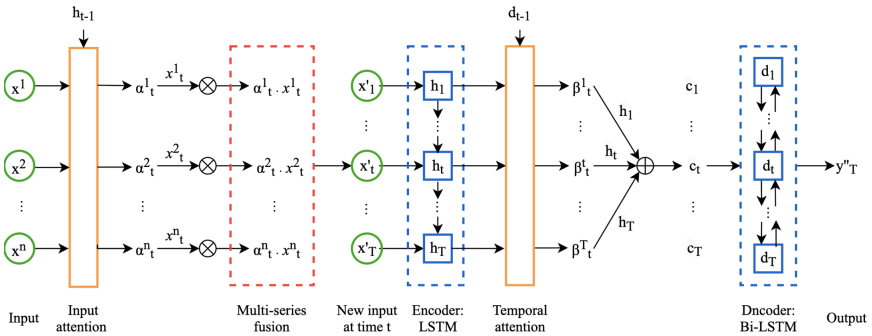 h_{t-1} d_{t-1}
x^1 α^1_t x^1_t α^1_t . x^1_t x'_1 h_1 β^1_t h_1 c_1 d_1
x^2 α^2_t x^2_t α^2_t . x^2_t x'_t h_t β^t_t h_t c_t d_t y''_T
x^n α^n_t x^n_t α^n_t . x^n_t x'_T h_T β^T_t h_T c_T d_T
Input
Input
attention
Multi-series
fusion
New input
at time t
Encoder:
LSTM
Temporal
attention
Dncoder:
Bi-LSTM
Output